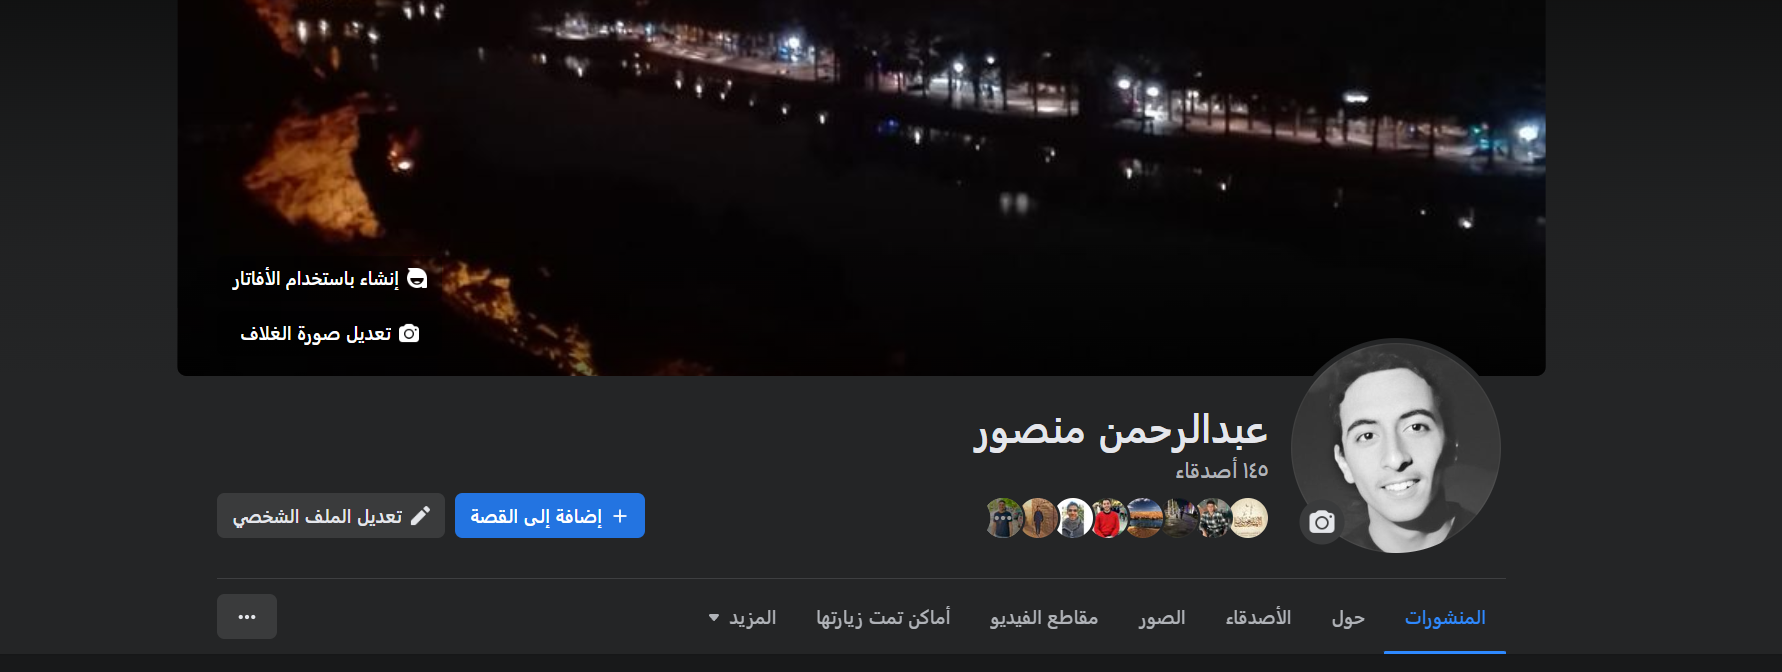 إنشاء باستخدام الأفاتار
تعديل صورة الغلاف
عبدالرحمن منصور
١٤٥ أصدقاء
إضافة إلى القصة
تعديل الملف الشخصي
المنشورات
حول
الأصدقاء
الصور
مقاطع الفيديو
أماكن تمت زيارتها
المزيد